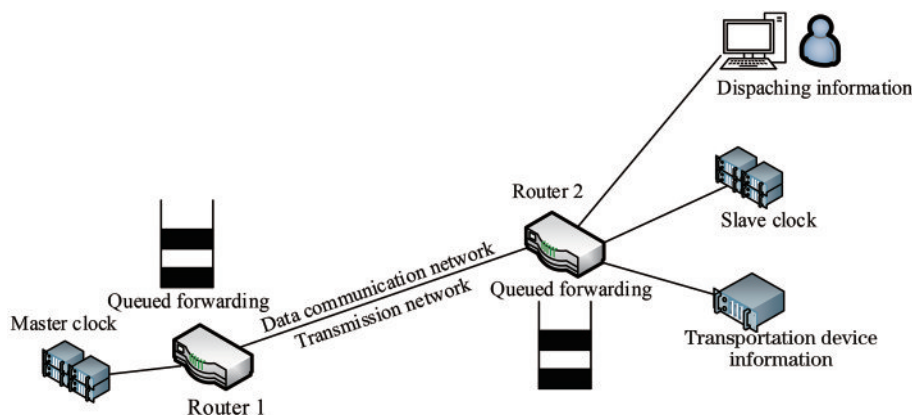 Dispaching information
Router 2
Slave clock
Data communication network
Queued forwarding
Queued forwarding
Transmission network
Master clock
Transportation device
information
Router 1